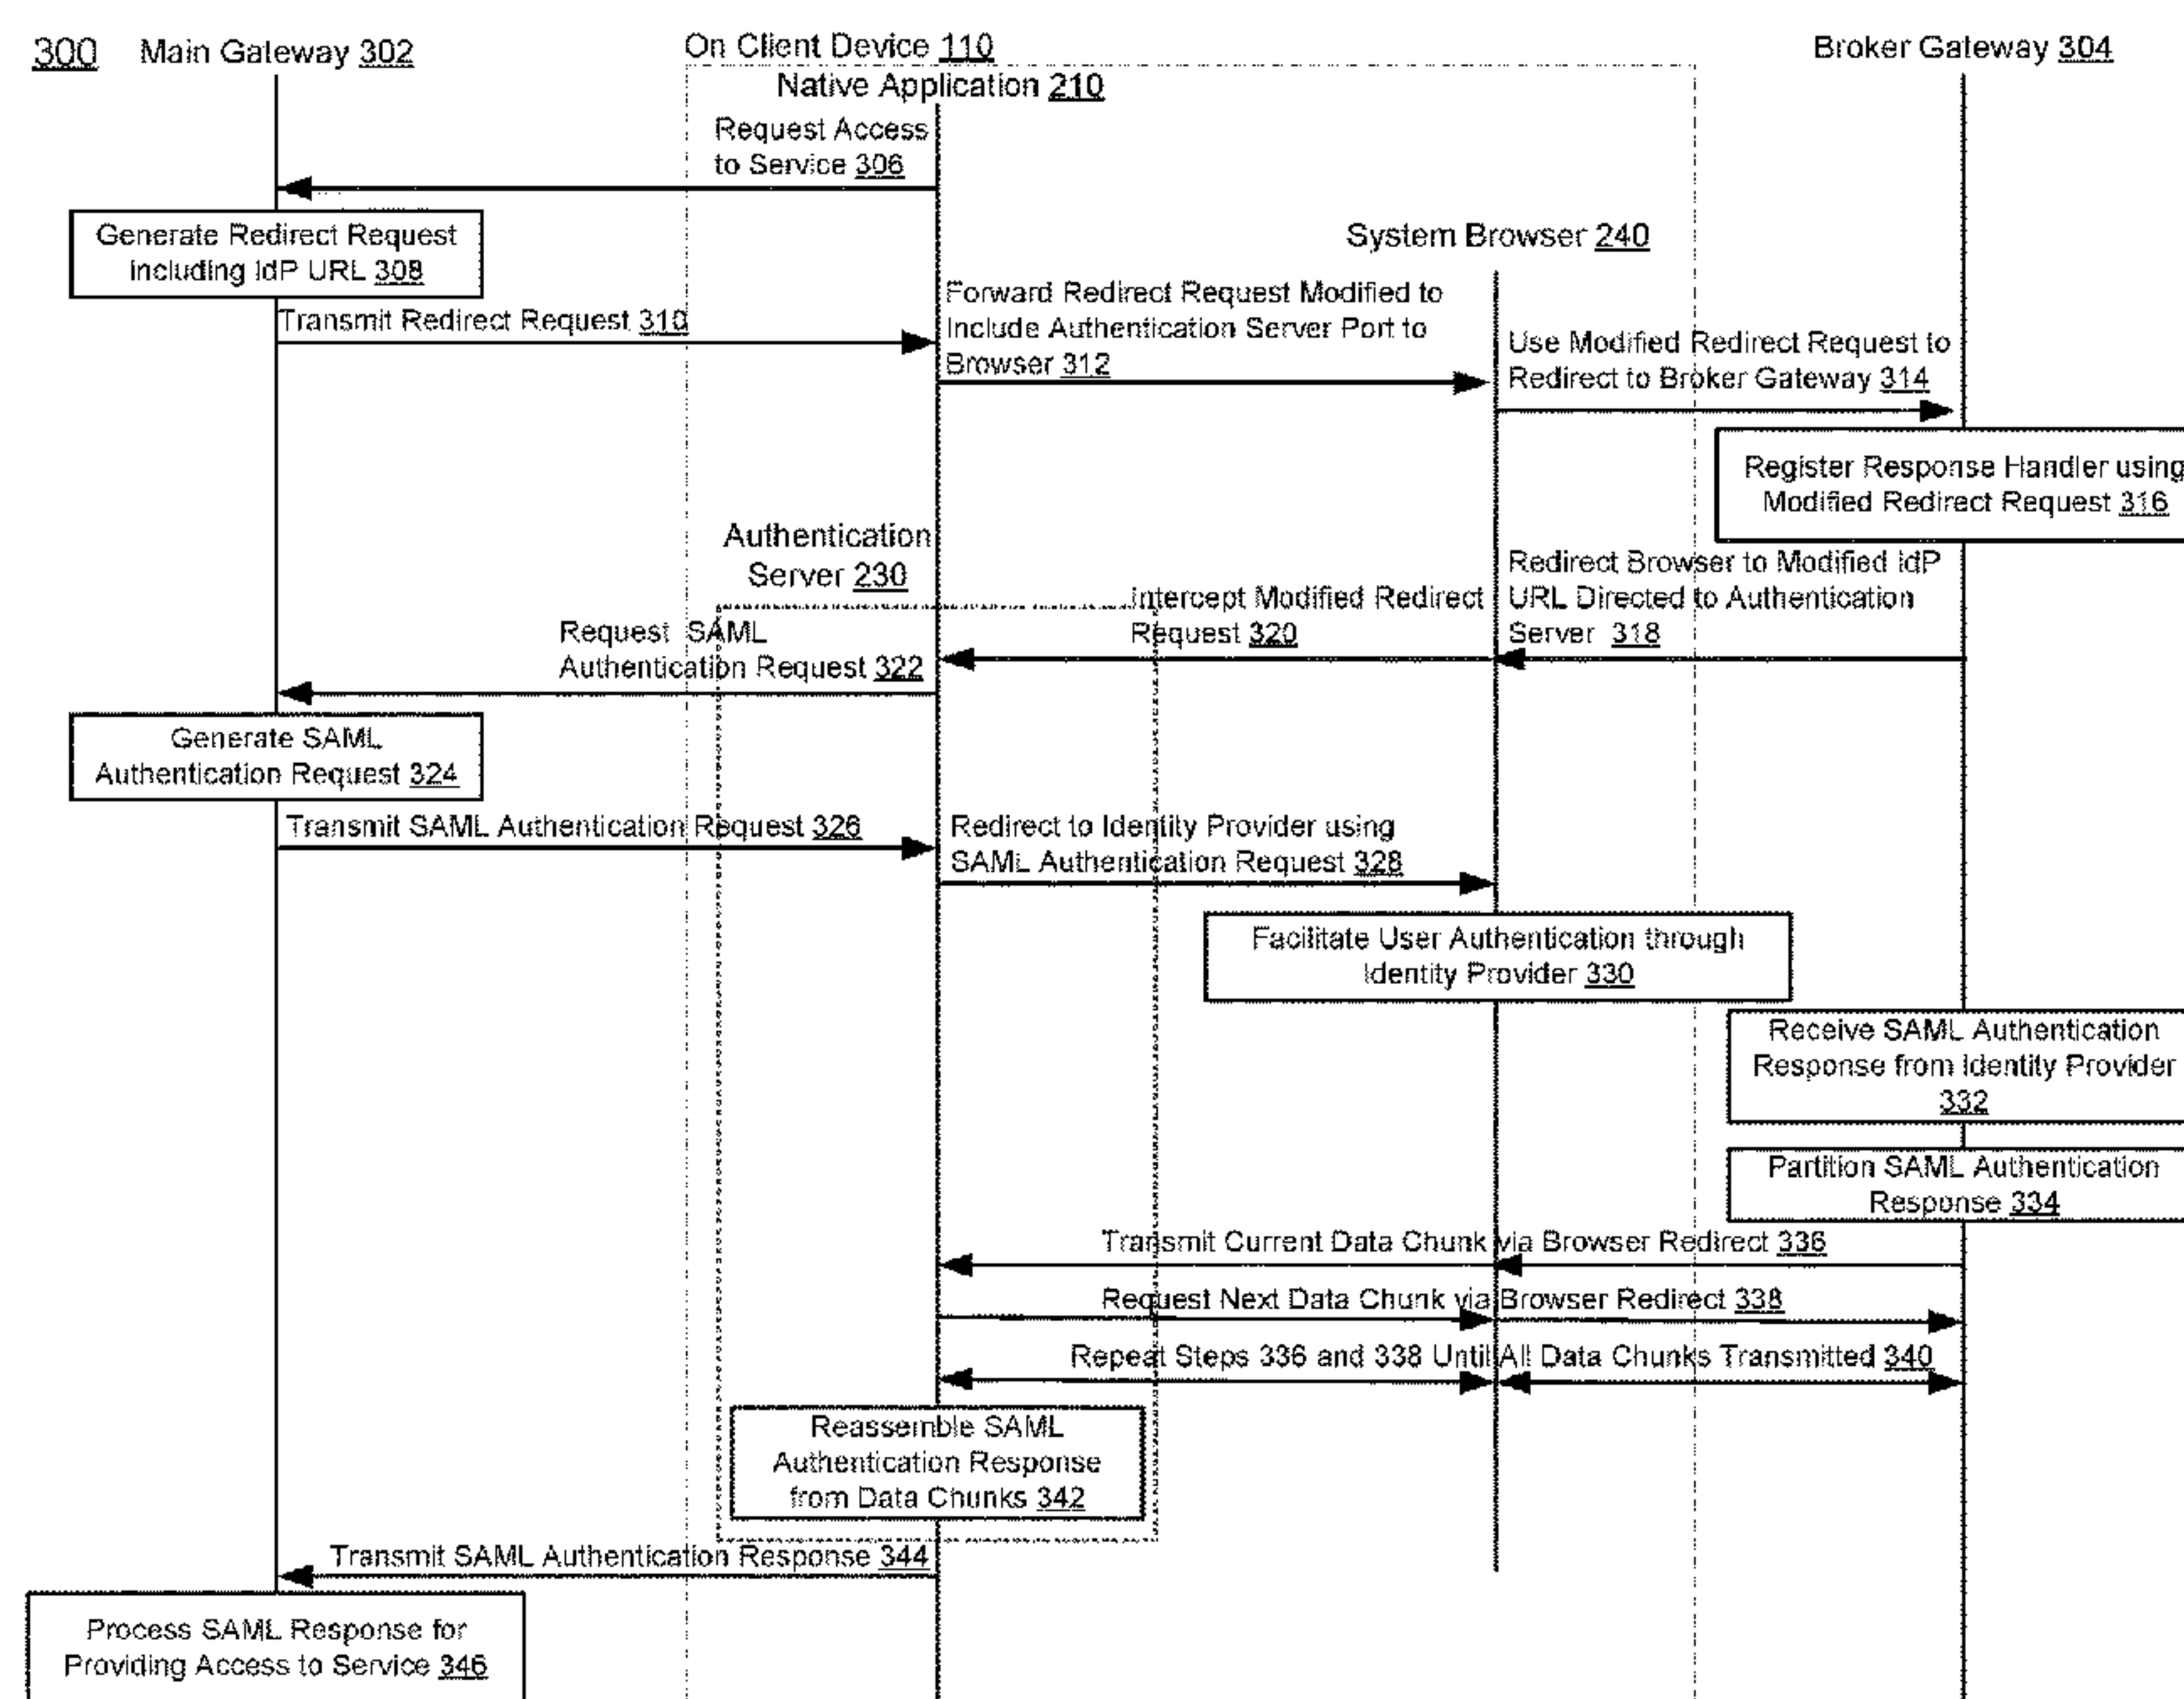 300
Main Gateway 302
On Client Device 110
Broker Gateway 304
Native Application 210
Request Access
to Service 306
Generate Redirect Request
including IdP URL 308
System Browser 240
Transmit Redirect Request 310
Forward Redirect Request Modified to
Include Authentication Server Port to
Browser 312
Use Modified Redirect Request to
Redirect to Broker Gateway 314
Register Response Handler using
Modified Redirect Request 316
Authentication
Server 230
Redirect Browser to Modified IdP
URL Directed to Authentication
Server 318
Intercept Modified Redirect
Request 320
Request SAML
Authentication Request 322
Generate SAML
Authentication Request 324
Transmit SAML Authentication Request 326
Redirect to Identity Provider using
SAML Authentication Request 328
Facilitate User Authentication through
Identity Provider 330
Receive SAML Authentication
Response from Identity Provider
332
Partition SAML Authentication
Response 334
Transmit Current Data Chunk via Browser Redirect 336
Request Next Data Chunk via Browser Redirect 338
Repeat Steps 336 and 338 Until All Data Chunks Transmitted 340
Reassemble SAML
Authentication Response
from Data Chunks 342
Transmit SAML Authentication Response 344
Process SAML Response for
Providing Access to Service 346